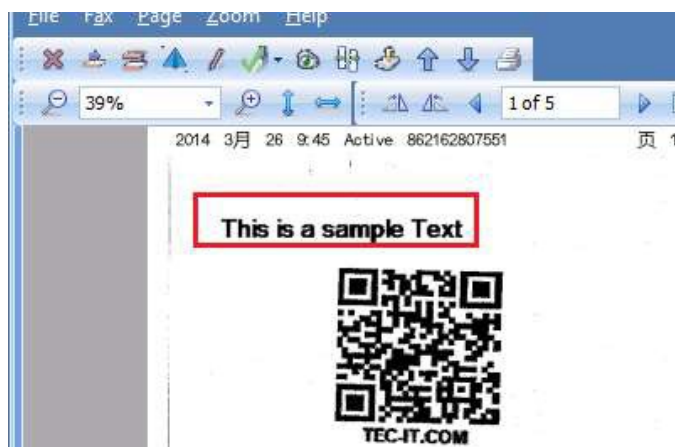 File Fax Page Zoom Help
39%
1 of 5
2014 3月 26 9:45 Active 862162807551 页 1
This is a sample Text
TEC-IT.COM